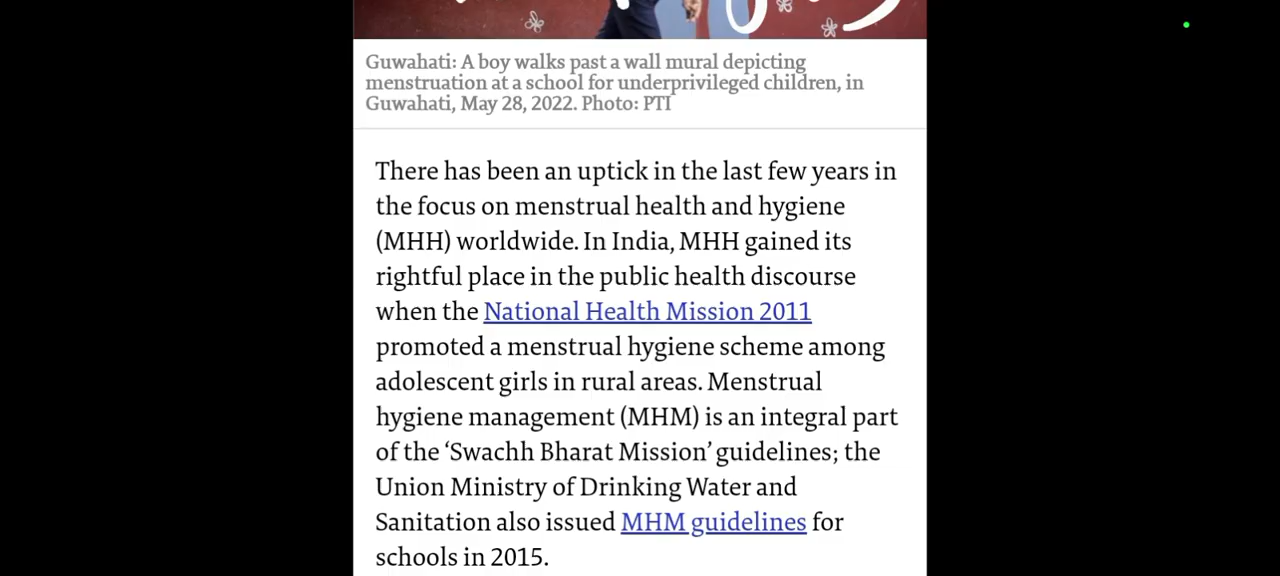 Guwahati: A boy walks past a wall mural depicting
menstruation at a school for underprivileged children, in
Guwahati, May 28, 2022. Photo: PTI
There has been an uptick in the last few years in
the focus on menstrual health and hygiene
(MHH) worldwide. In India, MHH gained its
rightful place in the public health discourse
when the National Health Mission 2011
promoted a menstrual hygiene scheme among
adolescent girls in rural areas. Menstrual
hygiene management (MHM) is an integral part
of the ‘Swachh Bharat Mission’ guidelines; the
Union Ministry of Drinking Water and
Sanitation also issued MHM guidelines for
schools in 2015.